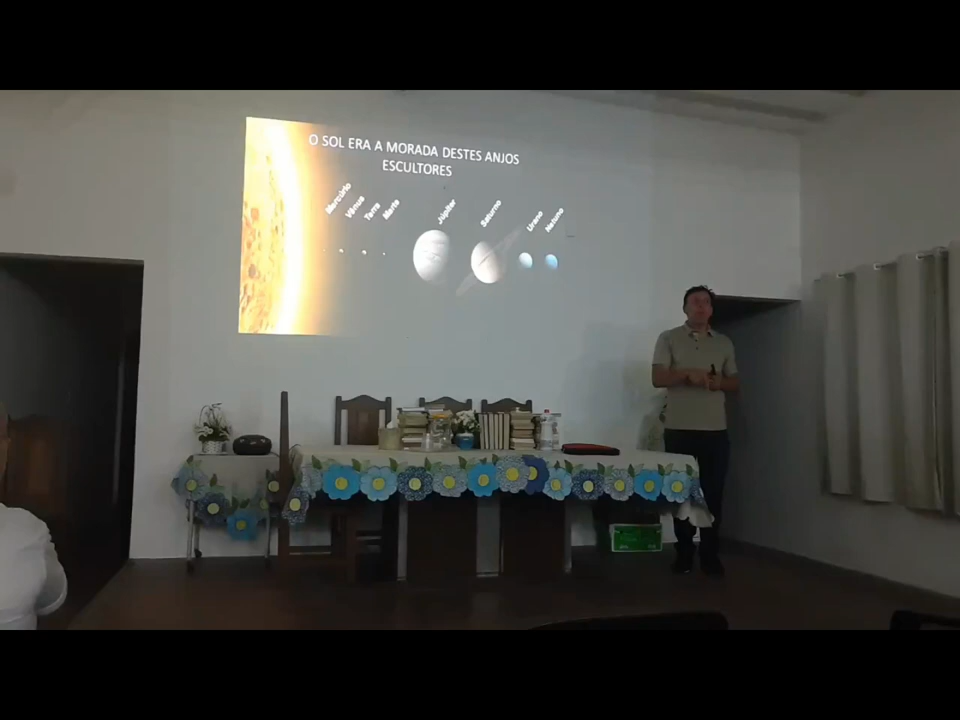 O SOL ERA A MORADA DESTES ANJOS
ESCULTORES
Mercúrio
Vênus
Terra
Marte
Júpiter
Saturno
Urano
Netuno